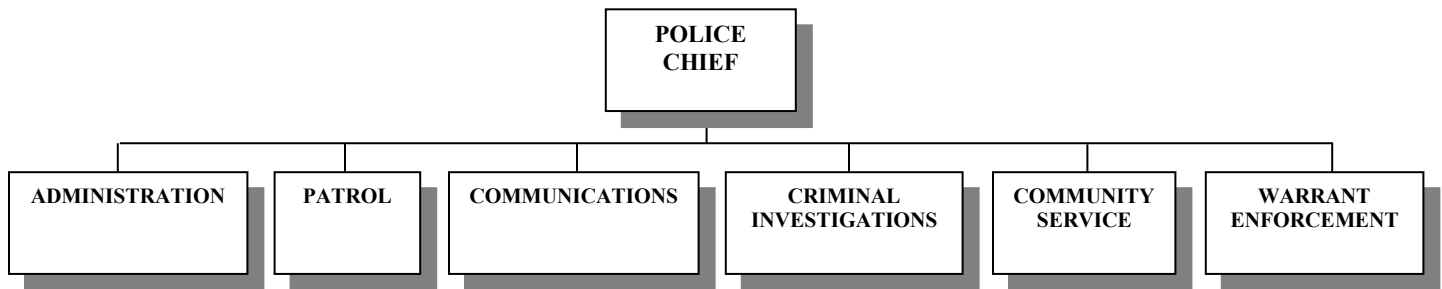 POLICE
CHIEF
ADMINISTRATION
PATROL
COMMUNICATIONS
CRIMINAL
INVESTIGATIONS
COMMUNITY
SERVICE
WARRANT
ENFORCEMENT